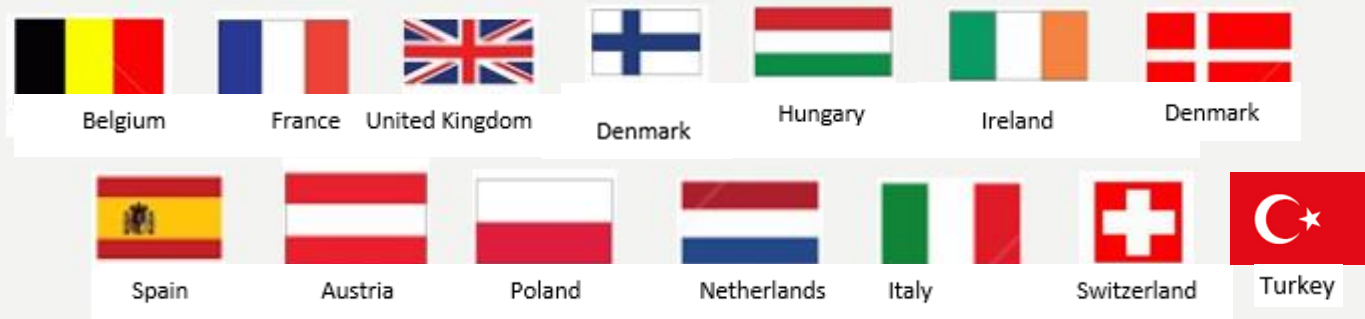 Belgium France United Kingdom Denmark Hungary Ireland Denmark
Spain Austria Poland Netherlands Italy Switzerland Turkey